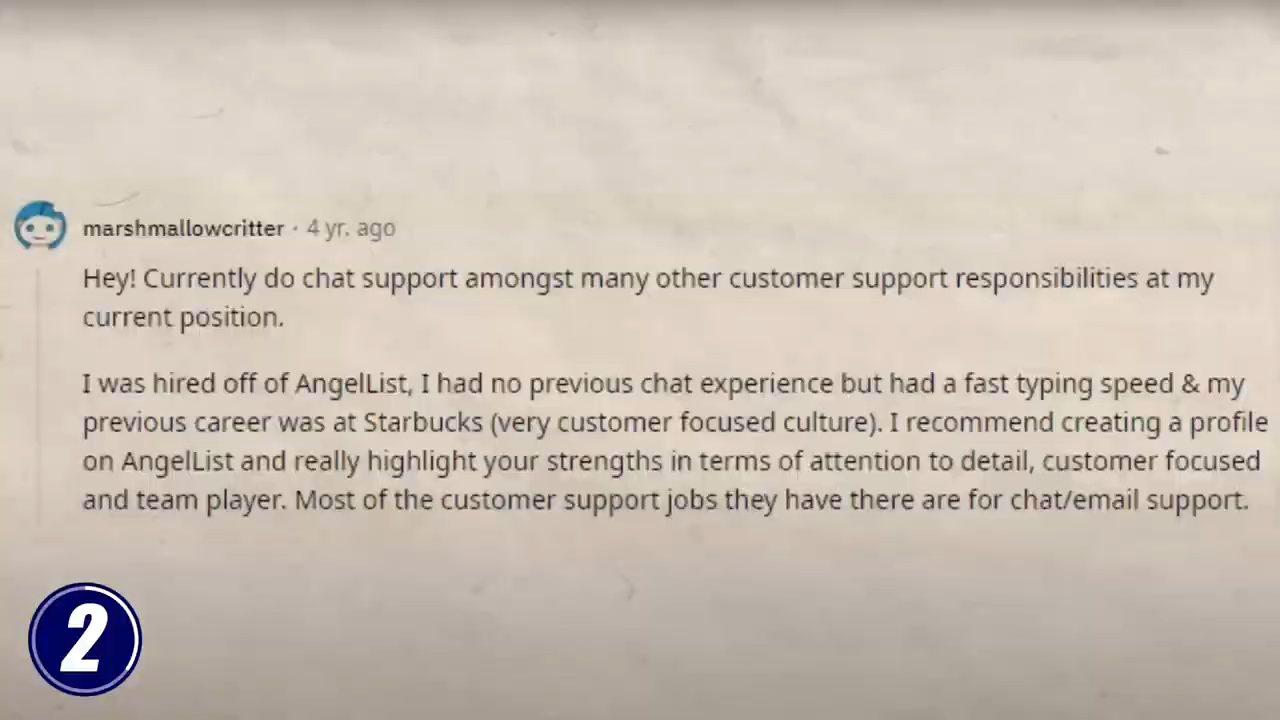 marshmallowcritter · 4 yr. ago
Hey! Currently do chat support amongst many other customer support responsibilities at my
current position.
I was hired off of AngelList, I had no previous chat experience but had a fast typing speed & my
previous career was at Starbucks (very customer focused culture). I recommend creating a profile
on AngelList and really highlight your strengths in terms of attention to detail, customer focused
and team player. Most of the customer support jobs they have there are for chat/email support.
2